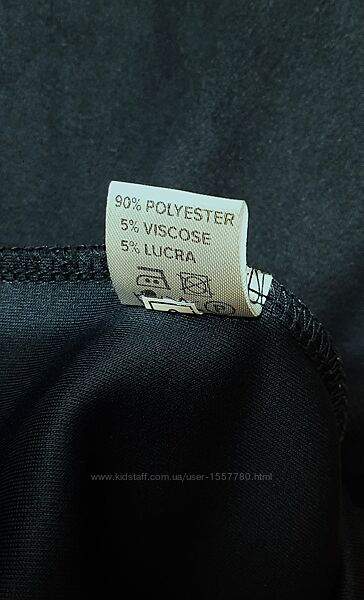 90% POLYESTER
5% VISCOSE
5% LUCRA
P
www.kidstaff.com.ua/user-1557780.html